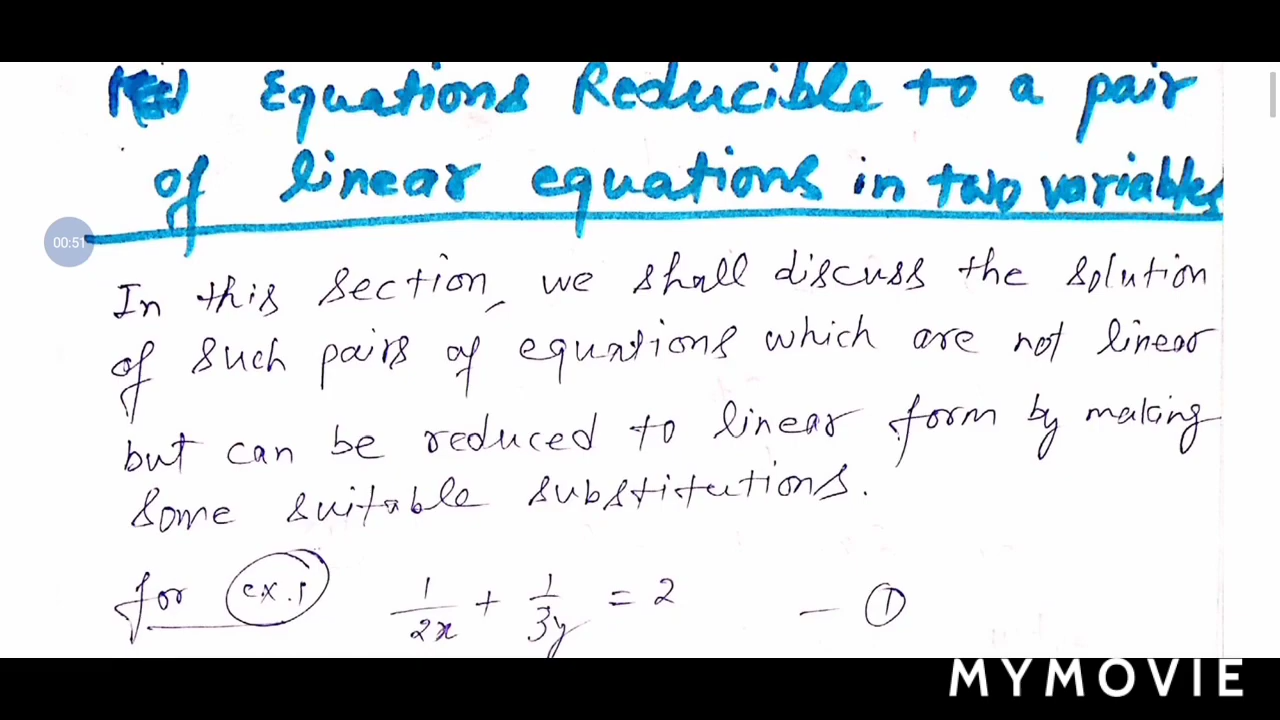 Equations Reducible to a pair
of linear equations in two variables
00:51
In this section, we shall discuss the solution
of such pairs of equations which are not linear
but can be reduced to linear form by making
some suitable substitutions.
for ex. 1/2x + 1/3y = 2 — ①
MYMOVIE